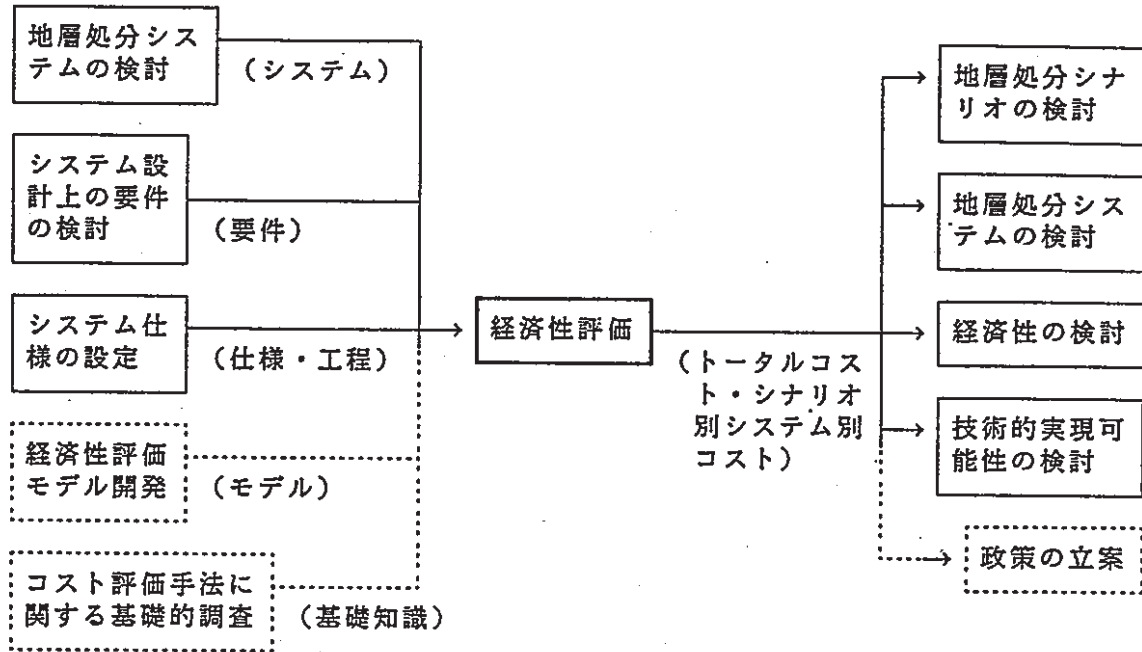 地層処分シス
テムの検討
(システム)
システム設
計上の要件
の検討
(要件)
システム仕
様の設定
(仕様・工程)
経済性評価
モデル開発
(モデル)
コスト評価手法に
関する基礎的調査
(基礎知識)
経済性評価
(トータルコス
ト・シナリオ
別システム別
コスト)
地層処分シナ
リオの検討
地層処分シス
テムの検討
経済性の検討
技術的実現可
能性の検討
政策の立案